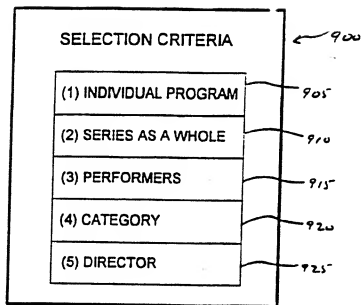 SELECTION CRITERIA
900
(1) INDIVIDUAL PROGRAM
905
(2) SERIES AS A WHOLE
910
(3) PERFORMERS
915
(4) CATEGORY
920
(5) DIRECTOR
925